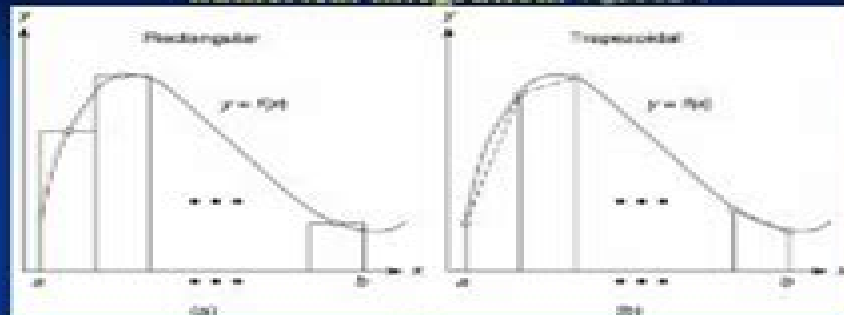 y
Rectangular
y = f(x)
a
b
x
(a)
y
Trapezoidal
y = f(x)
a
b
x
(b)